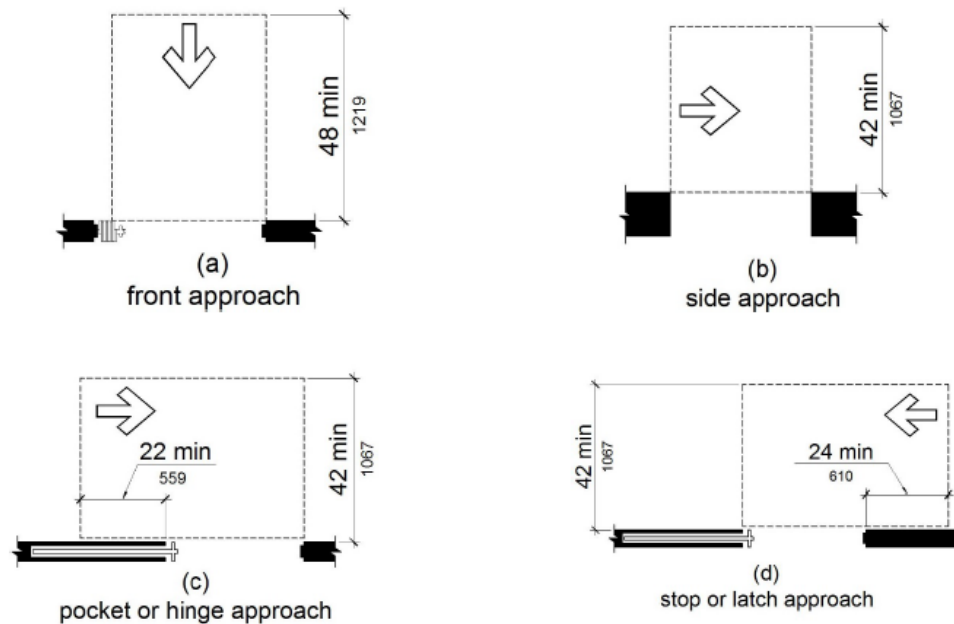 48 min
1219
(a)
front approach
42 min
1067
(b)
side approach
22 min
559
42 min
1067
(c)
pocket or hinge approach
42 min
1067
24 min
610
(d)
stop or latch approach